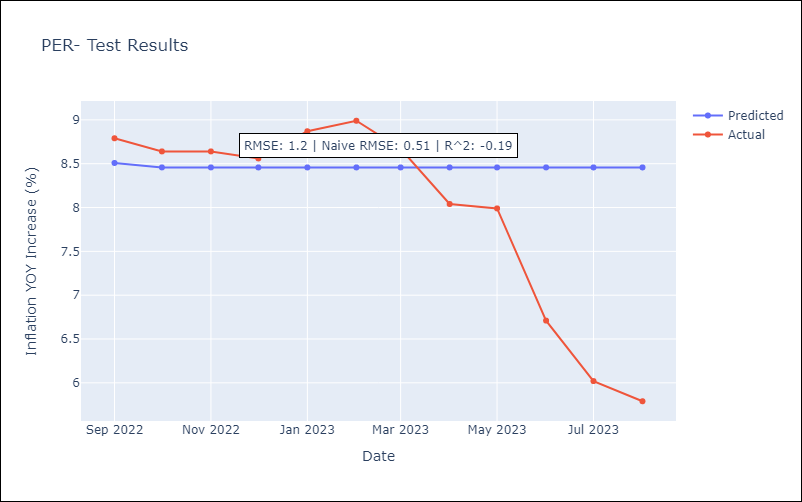 PER- Test Results
Predicted
Actual
RMSE: 1.2 | Naive RMSE: 0.51 | R^2: -0.19
Inflation YOY Increase (%)
9
8.5
8
7.5
7
6.5
6
Sep 2022
Nov 2022
Jan 2023
Mar 2023
May 2023
Jul 2023
Date